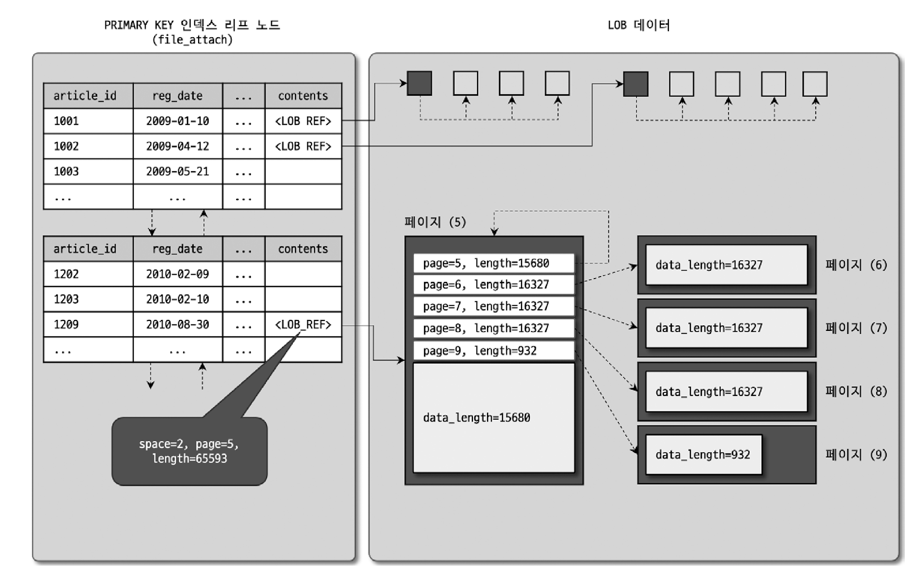 PRIMARY KEY 인덱스 리프 노드
(file_attach)
LOB 데이터
article_id reg_date ... contents
1001 2009-01-10 ... <LOB REF>
1002 2009-04-12 ... <LOB REF>
1003 2009-05-21 ...
... ... ...
article_id reg_date ... contents
1202 2010-02-09 ...
1203 2010-02-10 ...
1209 2010-08-30 ... <LOB_REF>
... ... ...
space=2, page=5,
length=65593
페이지 (5)
page=5, length=15680
page=6, length=16327
page=7, length=16327
page=8, length=16327
page=9, length=932
data_length=15680
data_length=16327 페이지 (6)
data_length=16327 페이지 (7)
data_length=16327 페이지 (8)
data_length=932 페이지 (9)